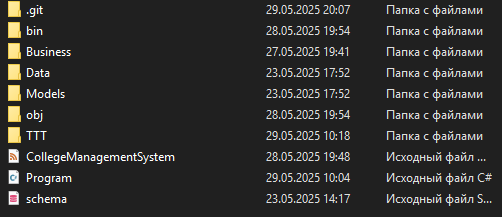 .git 29.05.2025 20:07 Папка с файлами
bin 28.05.2025 19:54 Папка с файлами
Business 27.05.2025 19:41 Папка с файлами
Data 23.05.2025 17:52 Папка с файлами
Models 23.05.2025 17:52 Папка с файлами
obj 28.05.2025 19:54 Папка с файлами
TTT 29.05.2025 10:18 Папка с файлами
CollegeManagementSystem 28.05.2025 19:48 Исходный файл ...
Program 29.05.2025 10:04 Исходный файл C#
schema 23.05.2025 14:17 Исходный файл S...